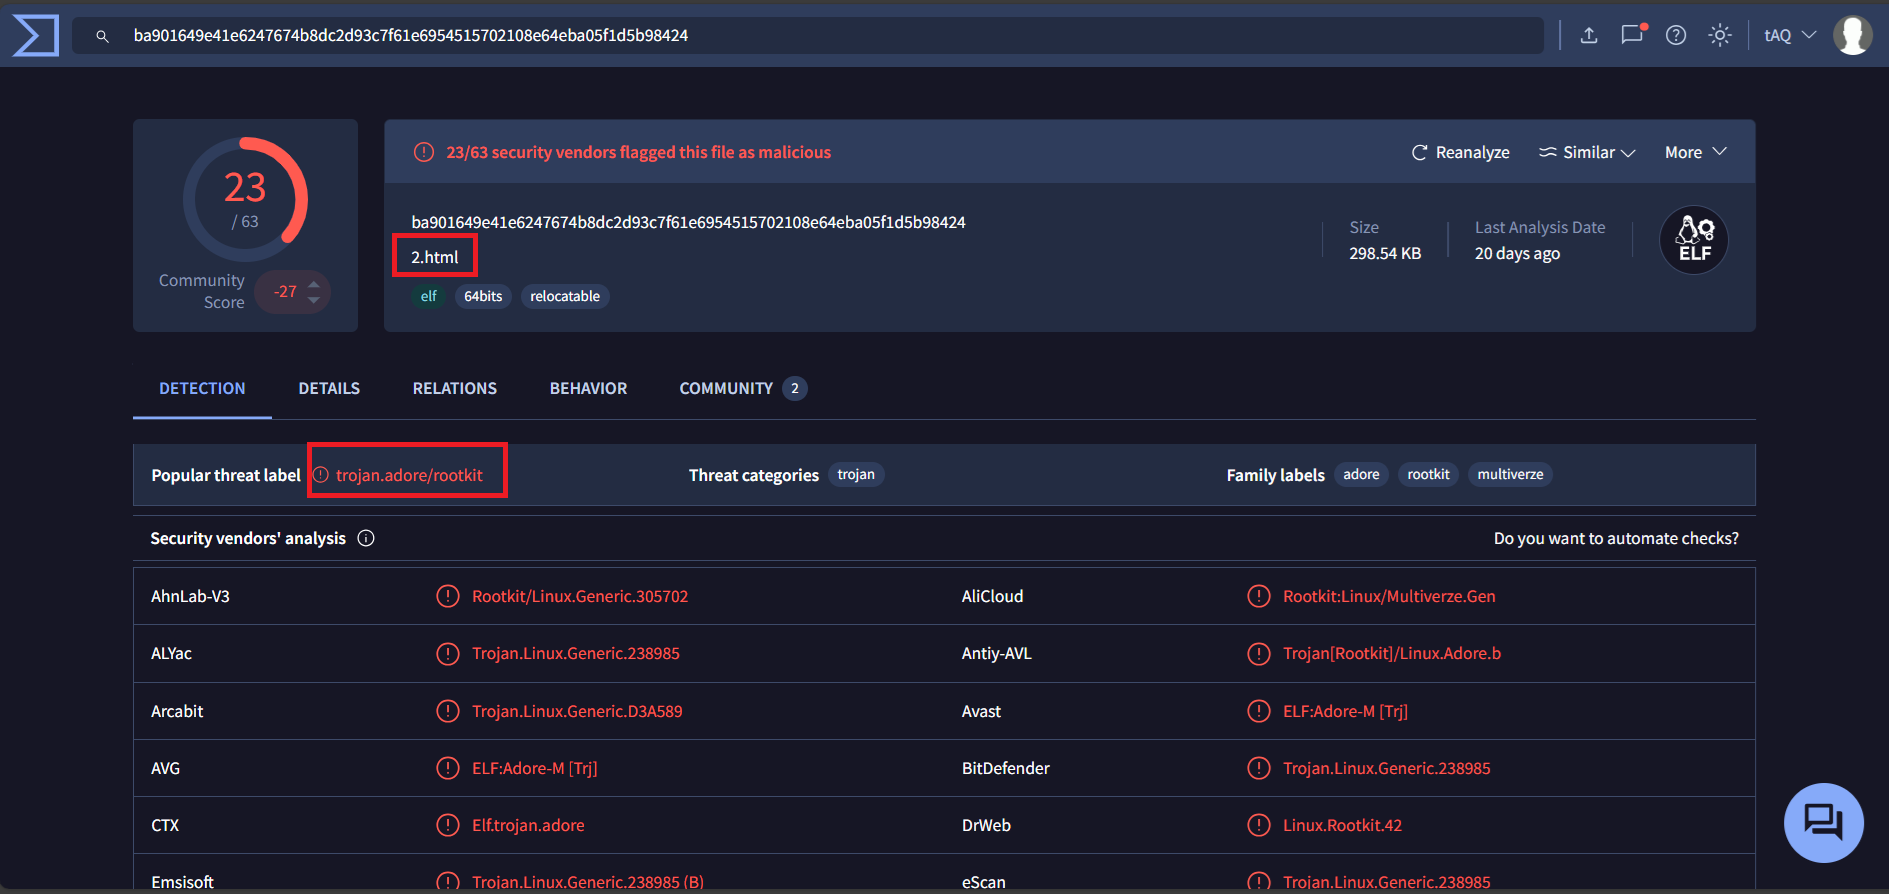 ba901649e41e6247674b8dc2d93c7f61e6954515702108e64eba05f1d5b98424
tAQ
23
/ 63
Community Score
-27
23/63 security vendors flagged this file as malicious
Reanalyze
Similar
More
ba901649e41e6247674b8dc2d93c7f61e6954515702108e64eba05f1d5b98424
2.html
elf
64bits
relocatable
Size
298.54 KB
Last Analysis Date
20 days ago
ELF
DETECTION
DETAILS
RELATIONS
BEHAVIOR
COMMUNITY
2
Popular threat label
trojan.adore/rootkit
Threat categories
trojan
Family labels
adore
rootkit
multiverze
Security vendors' analysis
Do you want to automate checks?
AhnLab-V3
Rootkit/Linux.Generic.305702
AliCloud
Rootkit:Linux/Multiverze.Gen
ALYac
Trojan.Linux.Generic.238985
Antiy-AVL
Trojan[Rootkit]/Linux.Adore.b
Arcabit
Trojan.Linux.Generic.D3A589
Avast
ELF:Adore-M [Trj]
AVG
ELF:Adore-M [Trj]
BitDefender
Trojan.Linux.Generic.238985
CTX
Elf.trojan.adore
DrWeb
Linux.Rootkit.42
Emsisoft
Trojan.Linux.Generic.238985 (B)
eScan
Trojan.Linux.Generic.238985